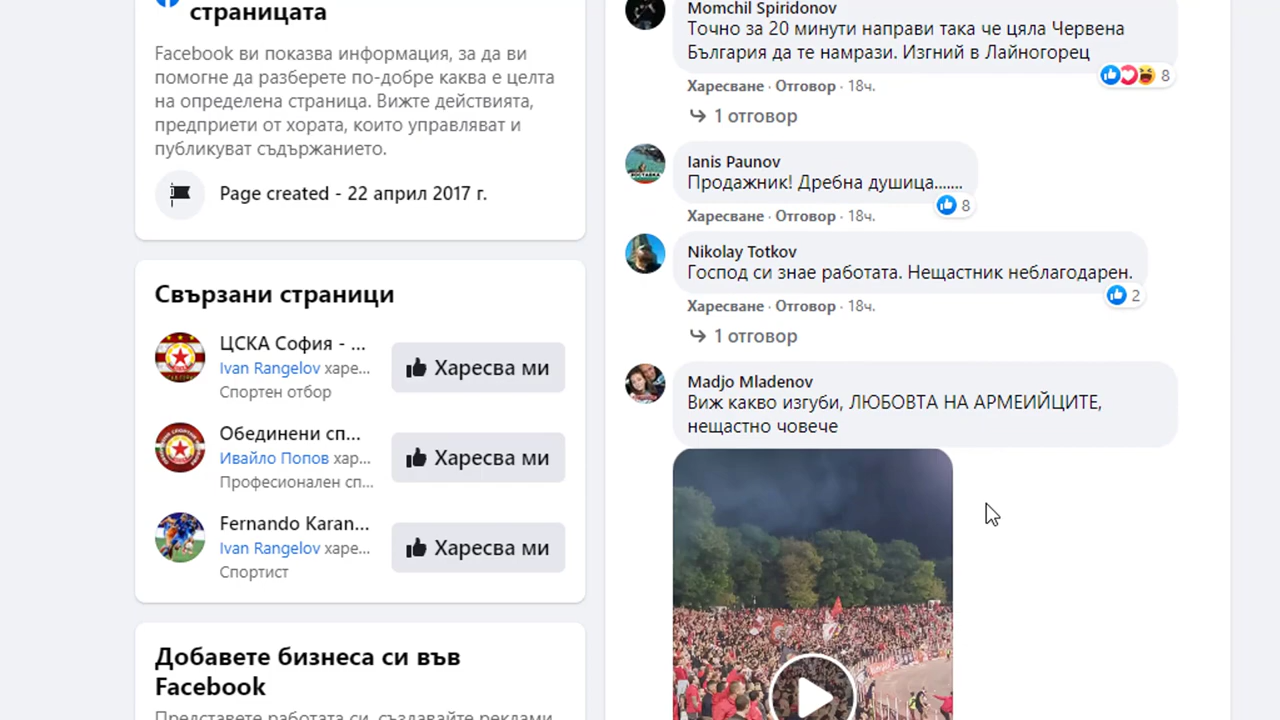 страницата
Facebook ви показва информация, за да ви
помогне да разберете по-добре каква е целта
на определена страница. Вижте действията,
предприети от хората, които управляват и
публикуват съдържанието.
Page created - 22 април 2017 г.
Свързани страници
ЦСКА София - ...
Ivan Rangelov харе...
Спортен отбор
Харесва ми
Обединени сп...
Ивайло Попов хар...
Професионален сп...
Харесва ми
Fernando Karan...
Ivan Rangelov харе...
Спортист
Харесва ми
Добавете бизнеса си във
Facebook
Представете работата си, създавайте реклами
Momchil Spiridonov
Точно за 20 минути направи така че цяла Червена
България да те намрази. Изгний в Лайногорец
8
Харесване · Отговор · 18ч.
1 отговор
Ianis Paunov
Продажник! Дребна душица.......
8
Харесване · Отговор · 18ч.
Nikolay Totkov
Господ си знае работата. Нещастник неблагодарен.
2
Харесване · Отговор · 18ч.
1 отговор
Madjo Mladenov
Виж какво изгуби, ЛЮБОВТА НА АРМЕИЙЦИТЕ,
нещастно човече